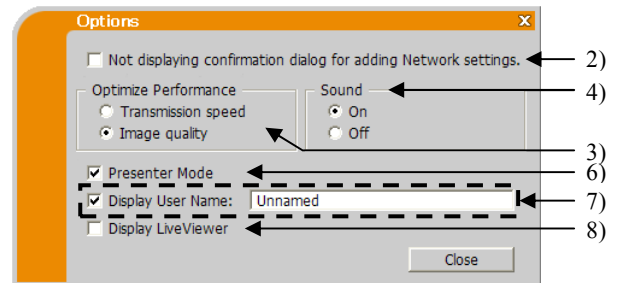 Options x
Not displaying confirmation dialog for adding Network settings. 2)
Optimize Performance Sound 4)
Transmission speed On
Image quality Off
3)
Presenter Mode 6)
Display User Name: Unnamed 7)
Display LiveViewer 8)
Close